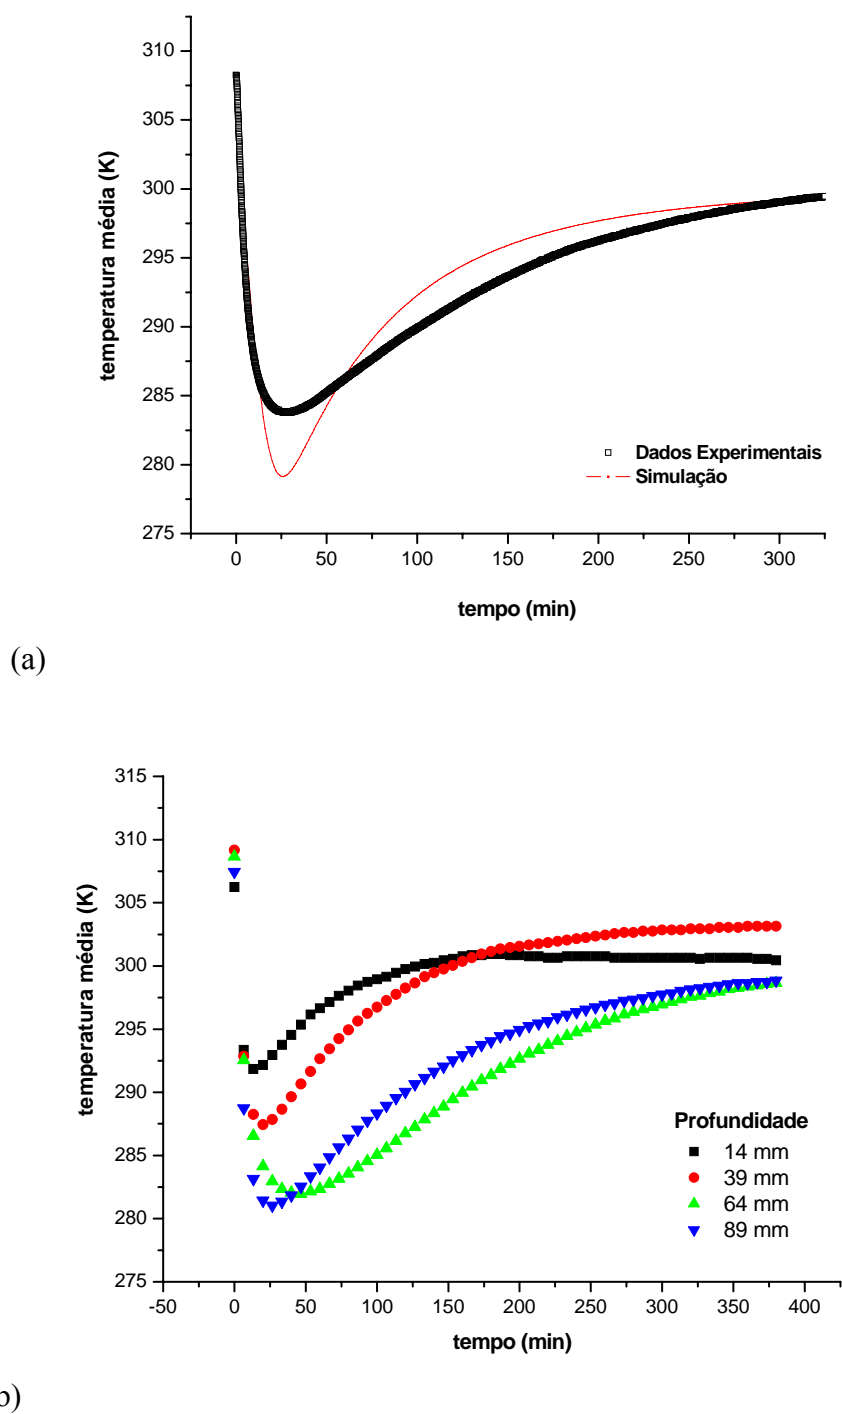 310
305
300
295
290
285
280
275
temperatura média (K)
Dados Experimentais
Simulação
0 50 100 150 200 250 300
tempo (min)
(a)
315
310
305
300
295
290
285
280
275
temperatura média (K)
Profundidade
14 mm
39 mm
64 mm
89 mm
-50 0 50 100 150 200 250 300 350 400
tempo (min)
b)